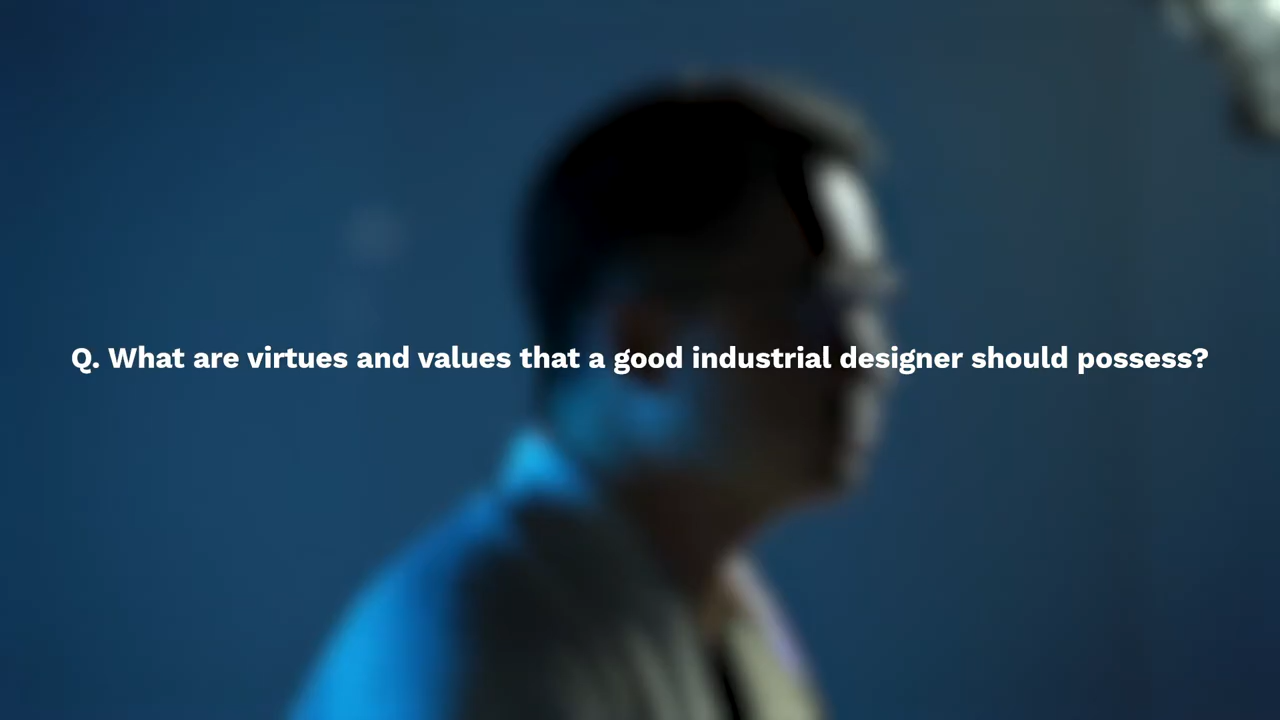 Q. What are virtues and values that a good industrial designer should possess?